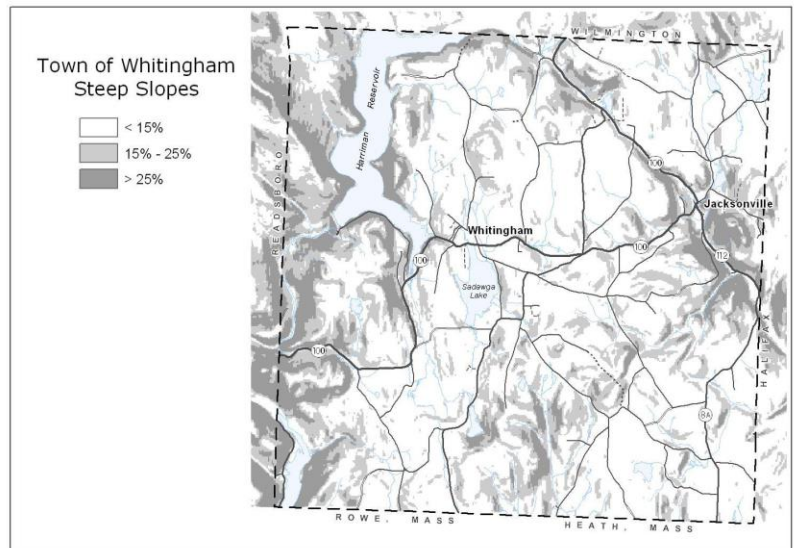 Town of Whitingham
Steep Slopes
< 15%
15% - 25%
> 25%
WILMINGTON
Harriman Reservoir
READSBORO
100
Jacksonville
Whitingham
100
100
112
Sadawga
Lake
HALIFAX
100
8A
ROWE, MASS
HEATH, MASS